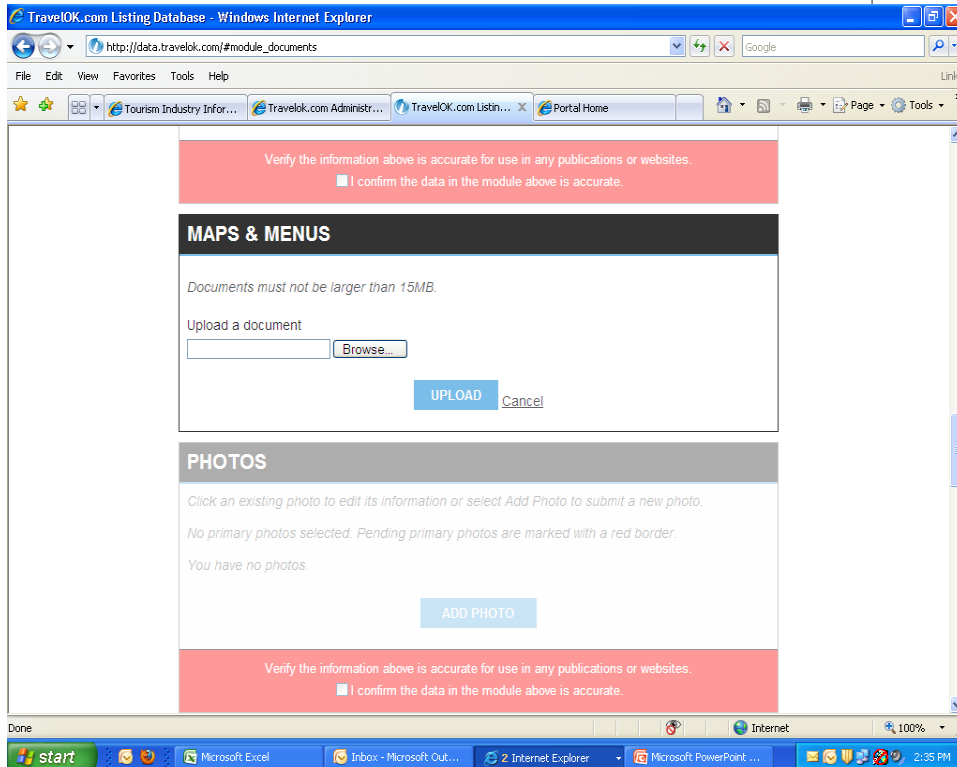 TravelOK.com Listing Database - Windows Internet Explorer
http://data.travelok.com/#module_documents
Google
File Edit View Favorites Tools Help
Link
Tourism Industry Infor... Travelok.com Administr... TravelOK.com Listin... X Portal Home Page Tools
Verify the information above is accurate for use in any publications or websites.
I confirm the data in the module above is accurate.
MAPS & MENUS
Documents must not be larger than 15MB.
Upload a document
Browse...
UPLOAD Cancel
PHOTOS
Click an existing photo to edit its information or select Add Photo to submit a new photo.
No primary photos selected. Pending primary photos are marked with a red border.
You have no photos.
ADD PHOTO
Verify the information above is accurate for use in any publications or websites.
I confirm the data in the module above is accurate.
Done Internet 100%
start Microsoft Excel Inbox - Microsoft Out... 2 Internet Explorer Microsoft PowerPoint ... 2:35 PM